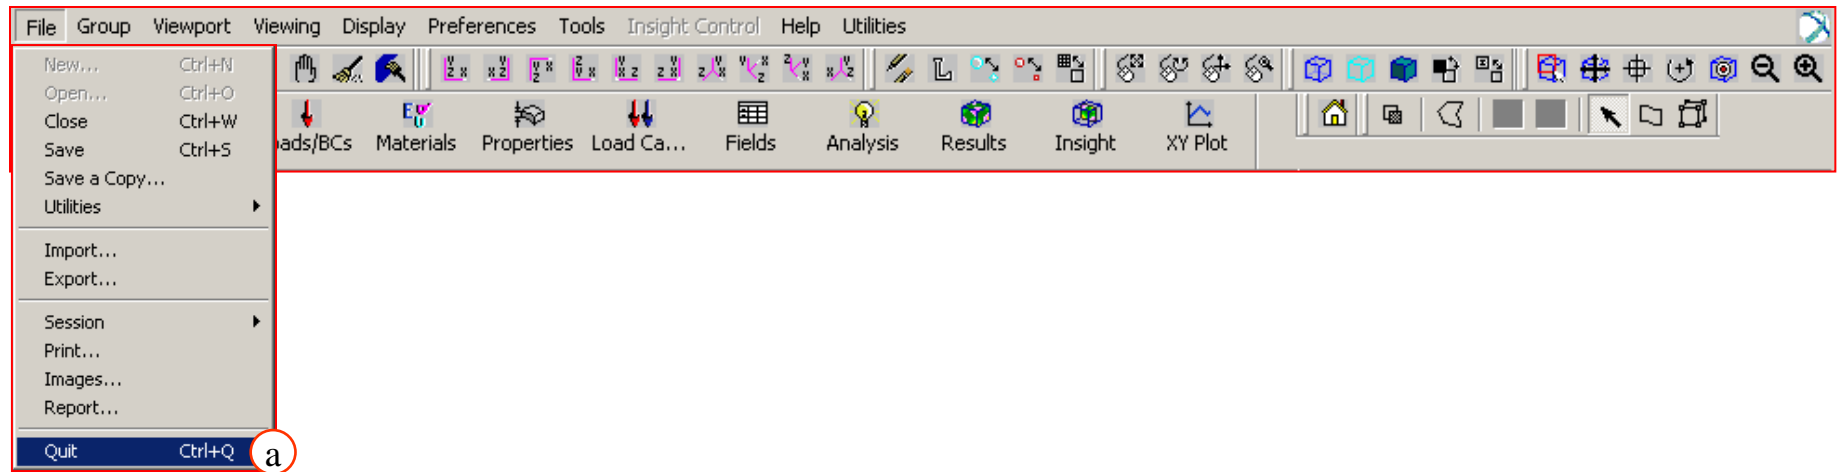 File Group Viewport Viewing Display Preferences Tools Insight Control Help Utilities
New... Ctrl+N
Open... Ctrl+O
Close Ctrl+W
Save Ctrl+S
Save a Copy...
Utilities
Import...
Export...
Session
Print...
Images...
Report...
Quit Ctrl+Q
a
oads/BCs Materials Properties Load Ca... Fields Analysis Results Insight XY Plot